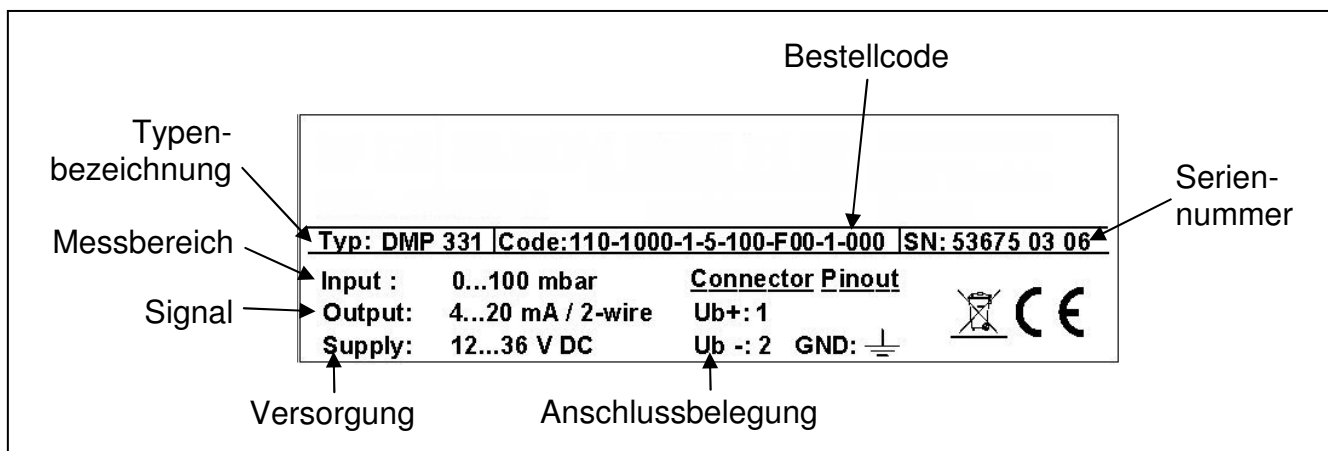 Bestellcode
Typen-
bezeichnung
Serien-
nummer
Typ: DMP 331 Code:110-1000-1-5-100-F00-1-000 SN: 53675 03 06
Messbereich
Input : 0...100 mbar Connector Pinout
Signal
Output: 4...20 mA / 2-wire Ub+: 1
Supply: 12...36 V DC Ub -: 2 GND:
CE
Versorgung Anschlussbelegung